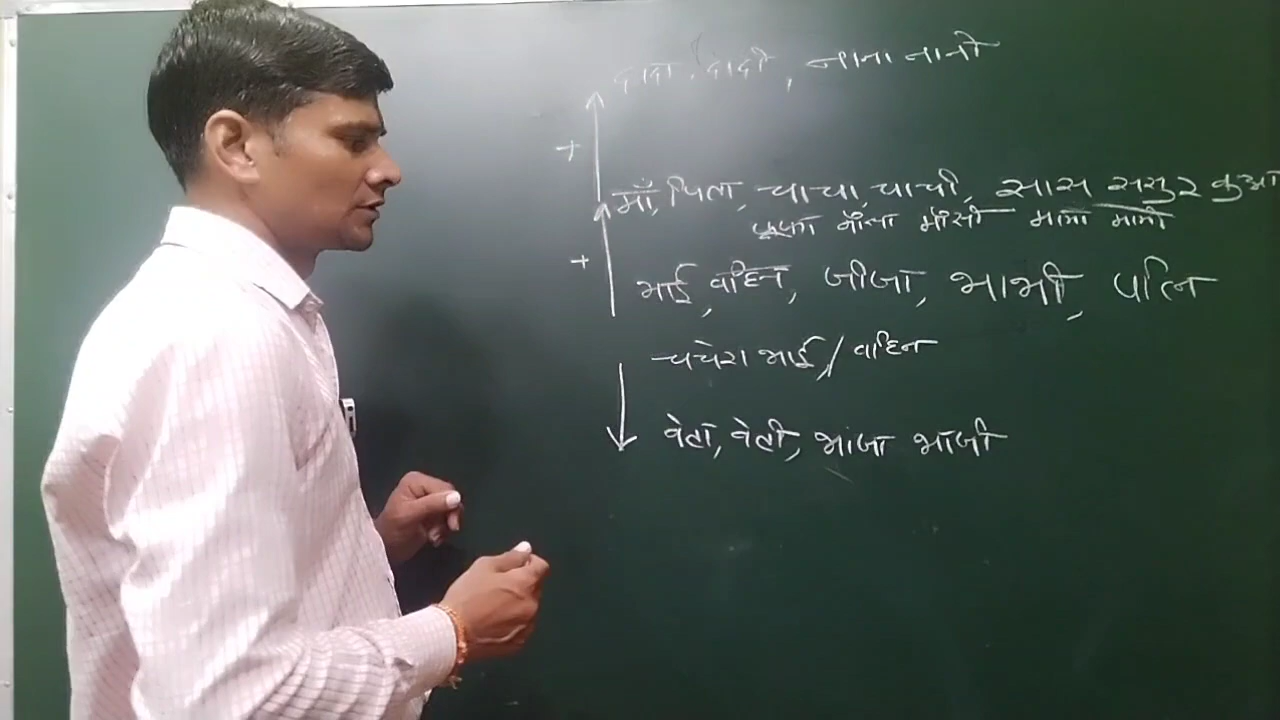 दादा, दादी, नाना नानी
+
माँ, पिता, चाचा, चाची, सास ससुर बुआ
फूफा मौसा मौसी मामा मामी
+
भाई, बहिन, जीजा, भाभी, पत्नि
चचेरा भाई/बहिन
बेटा, बेटी, भांजा भांजी